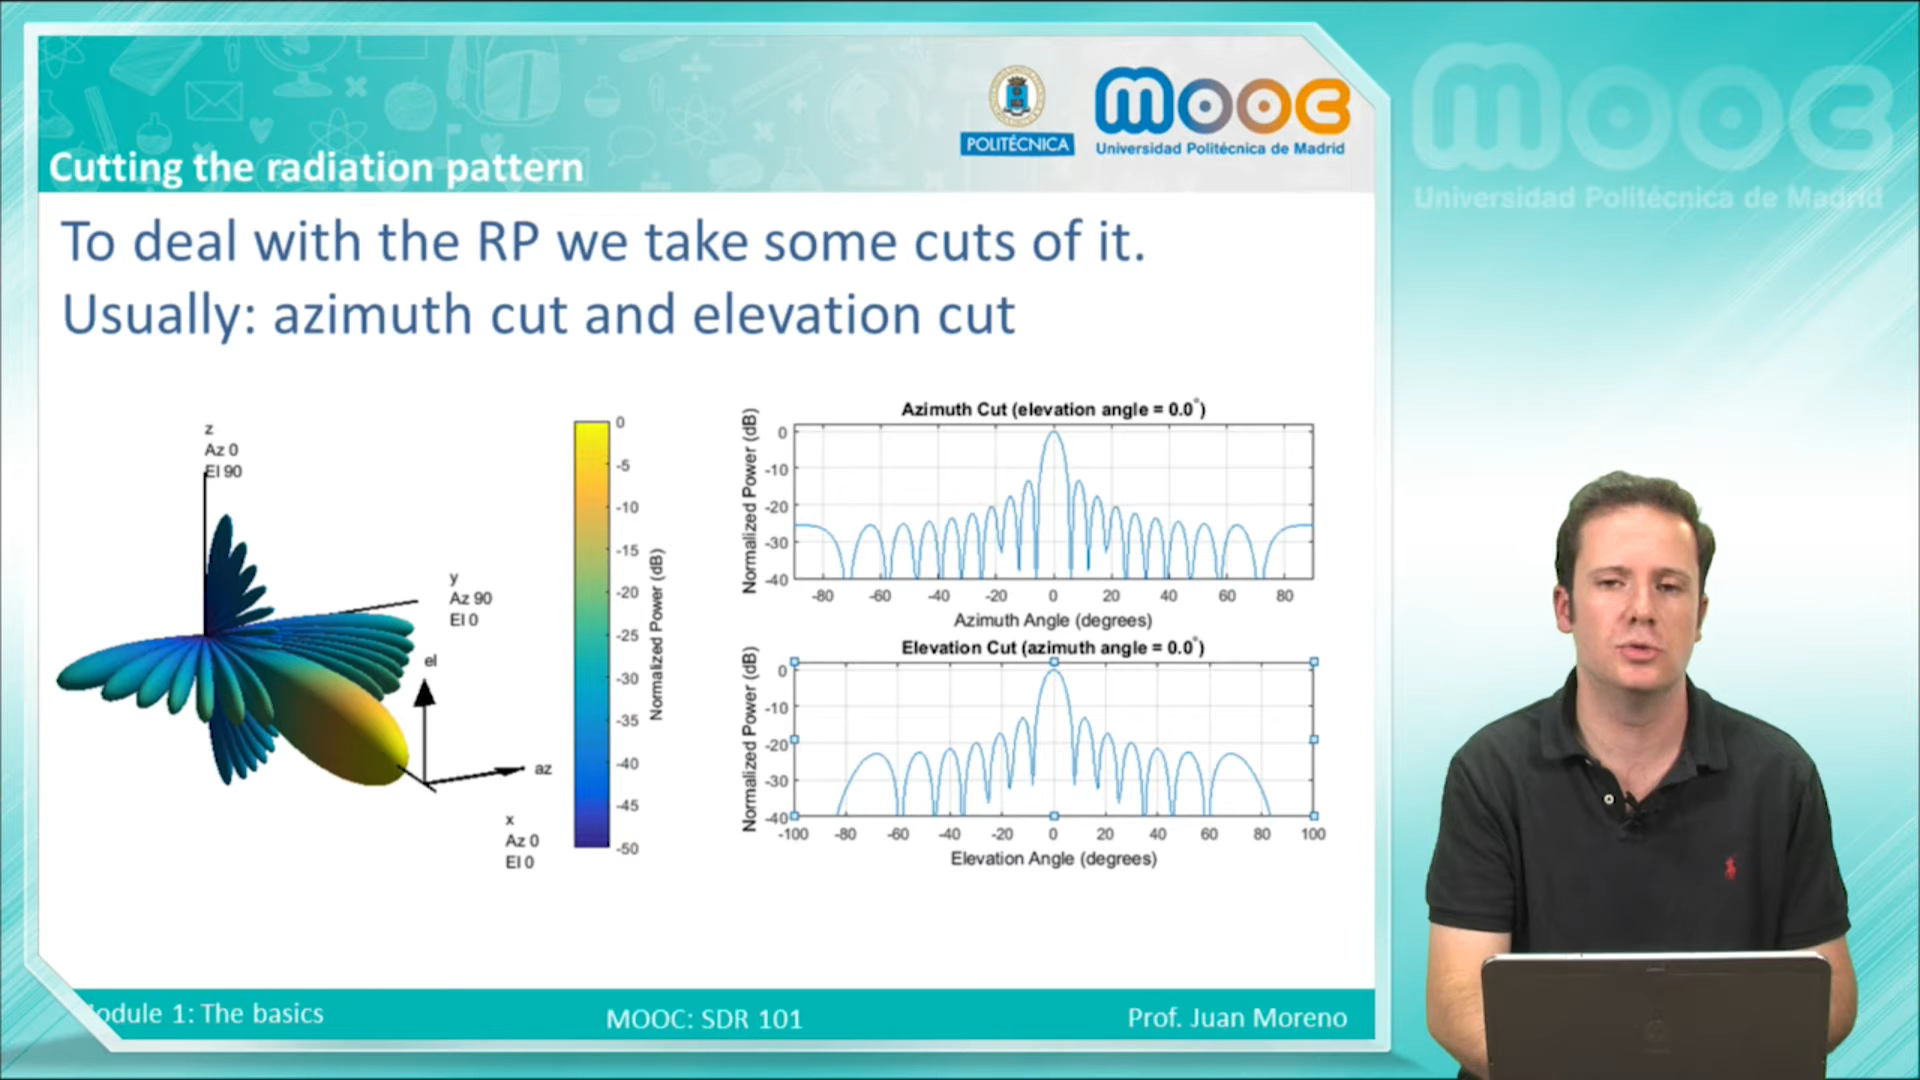 POLITÉCNICA
mooc
Universidad Politécnica de Madrid
mooc
Universidad Politécnica de Madrid
Cutting the radiation pattern
To deal with the RP we take some cuts of it.
Usually: azimuth cut and elevation cut
z
Az 0
El 90
y
Az 90
El 0
el
az
x
Az 0
El 0
0
-5
-10
-15
-20
-25
-30
-35
-40
-45
-50
Normalized Power (dB)
Azimuth Cut (elevation angle = 0.0°)
Normalized Power (dB)
0
-10
-20
-30
-40
-80 -60 -40 -20 0 20 40 60 80
Azimuth Angle (degrees)
Elevation Cut (azimuth angle = 0.0°)
Normalized Power (dB)
0
-10
-20
-30
-40
-100 -80 -60 -40 -20 0 20 40 60 80 100
Elevation Angle (degrees)
odule 1: The basics
MOOC: SDR 101
Prof. Juan Moreno